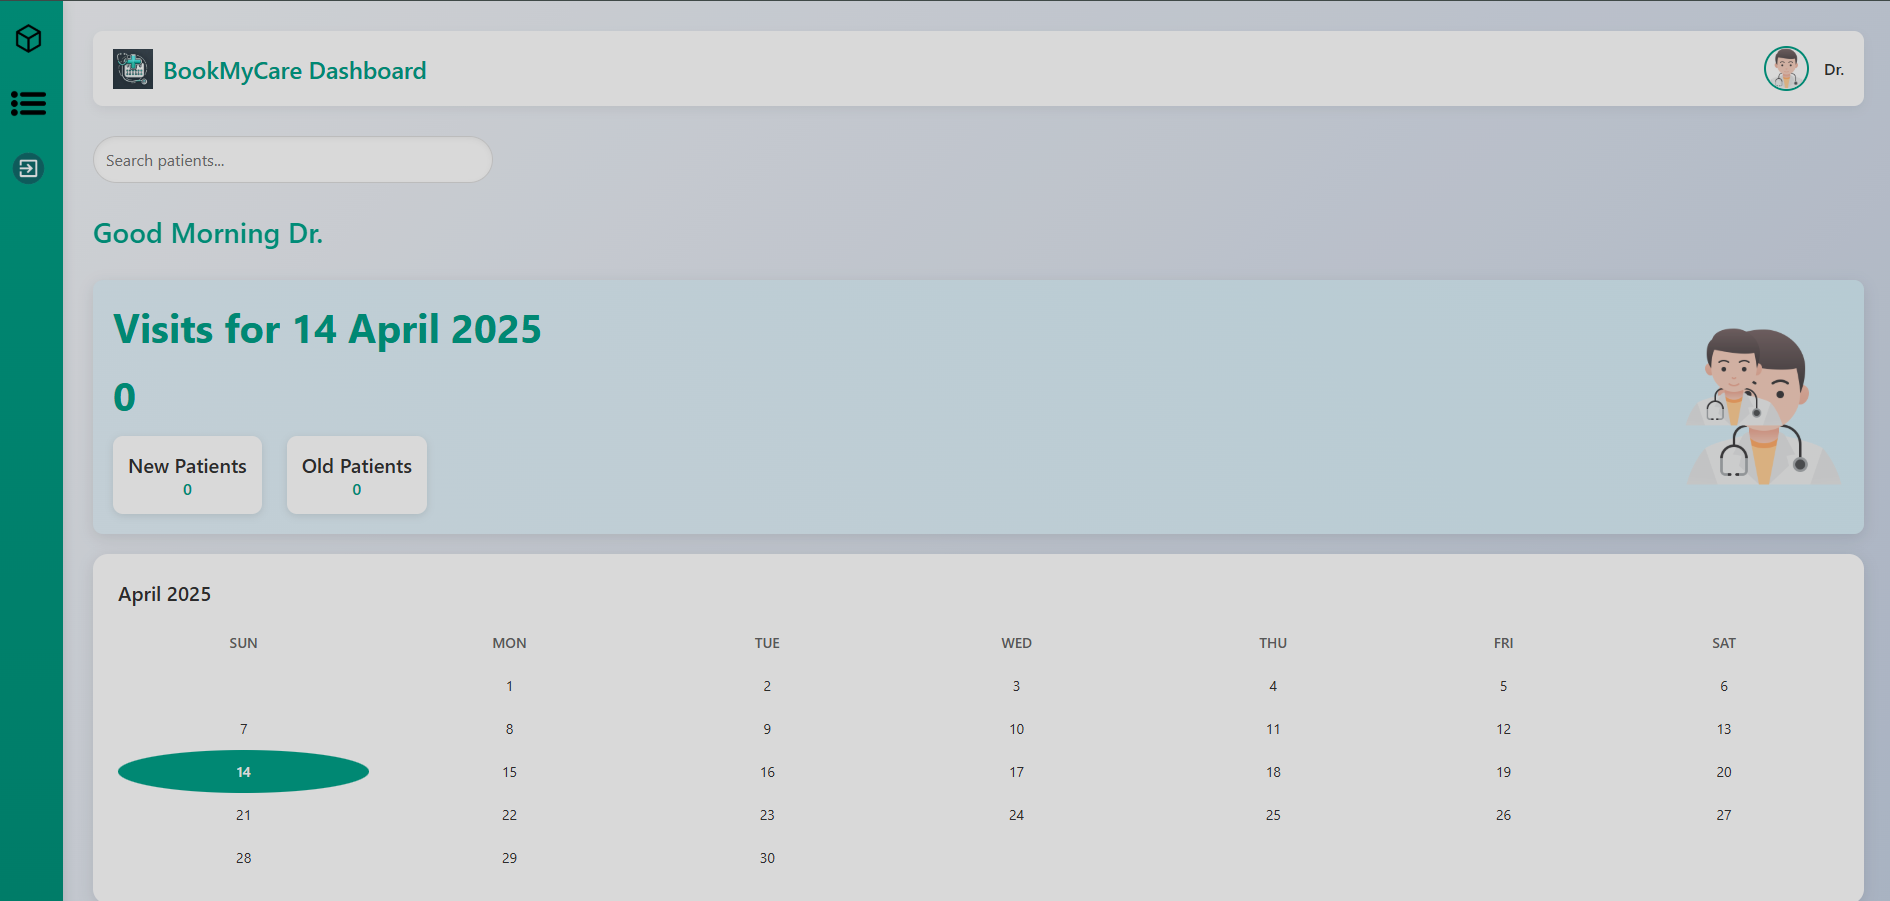 BookMyCare Dashboard
Dr.
Search patients...
Good Morning Dr.
Visits for 14 April 2025
0
New Patients
0
Old Patients
0
April 2025
SUN MON TUE WED THU FRI SAT
1 2 3 4 5 6
7 8 9 10 11 12 13
14 15 16 17 18 19 20
21 22 23 24 25 26 27
28 29 30